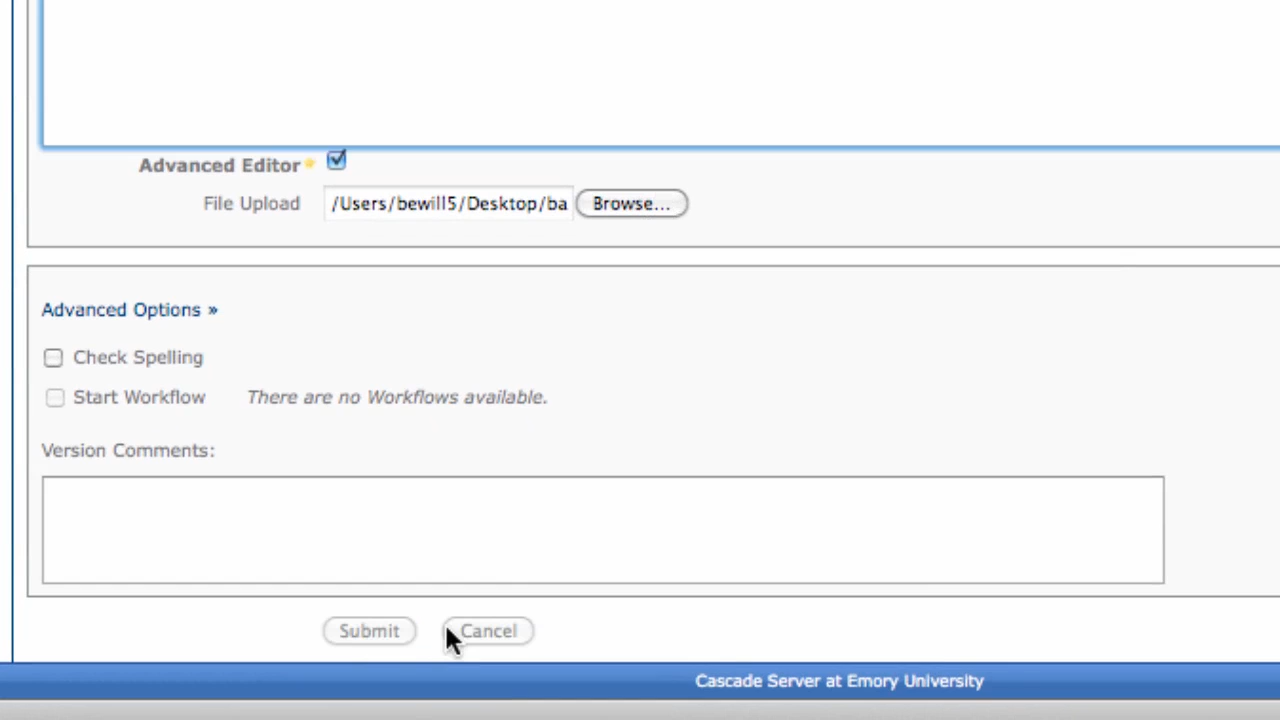 Advanced Editor*
File Upload /Users/bewill5/Desktop/ba Browse...
Advanced Options »
Check Spelling
Start Workflow There are no Workflows available.
Version Comments:
Submit Cancel
Cascade Server at Emory University